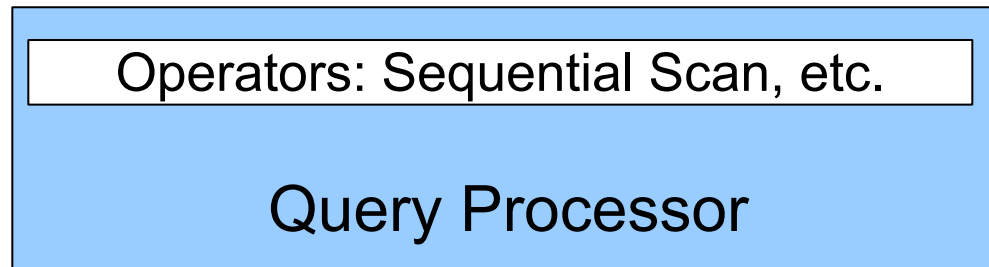 Operators: Sequential Scan, etc.
Query Processor